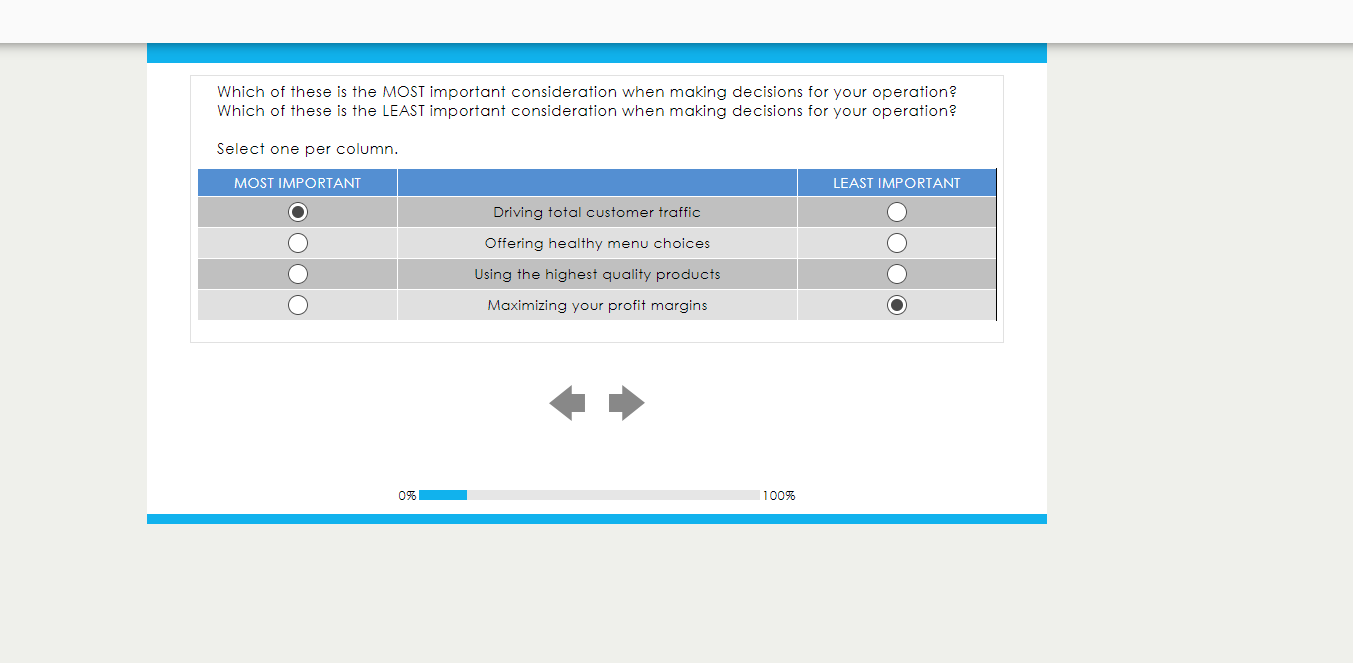 Which of these is the MOST important consideration when making decisions for your operation?
Which of these is the LEAST important consideration when making decisions for your operation?
Select one per column.
MOST IMPORTANT LEAST IMPORTANT
Driving total customer traffic
Offering healthy menu choices
Using the highest quality products
Maximizing your profit margins
0% 100%